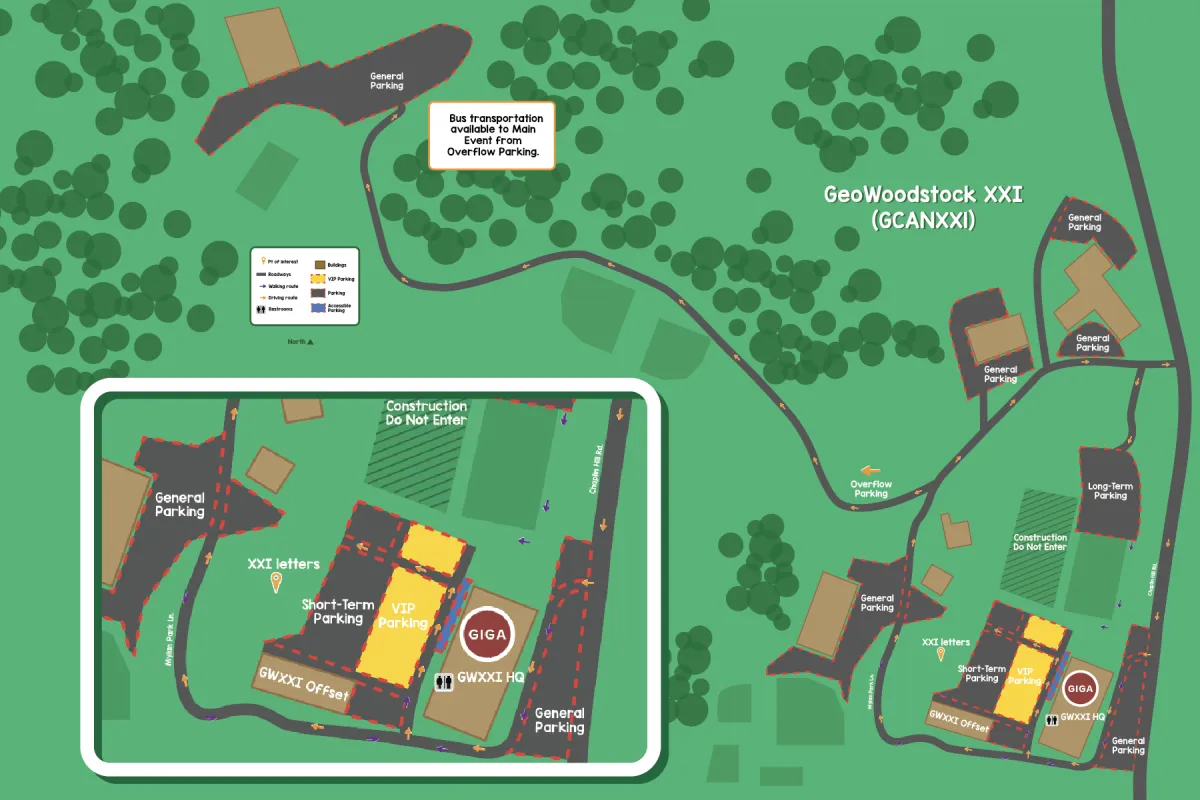 General
Parking
Bus transportation
available to Main
Event from
Overflow Parking.
GeoWoodstock XXI
(GCANXXI)
General
Parking
Pt of Interest
Roadways
Walking route
Driving route
Restrooms
Buildings
VIP Parking
Parking
Accessible
Parking
North
General
Parking
General
Parking
Overflow
Parking
Long-Term
Parking
Construction
Do Not Enter
Chaplin Hill Rd.
General
Parking
XXI letters
Mylan Park Ln.
Short-Term
Parking
VIP
Parking
GIGA
GWXXI HQ
GWXXI Offset
General
Parking
Construction
Do Not Enter
Chaplin Hill Rd.
General
Parking
XXI letters
Mylan Park Ln.
Short-Term
Parking
VIP
Parking
GIGA
GWXXI HQ
GWXXI Offset
General
Parking